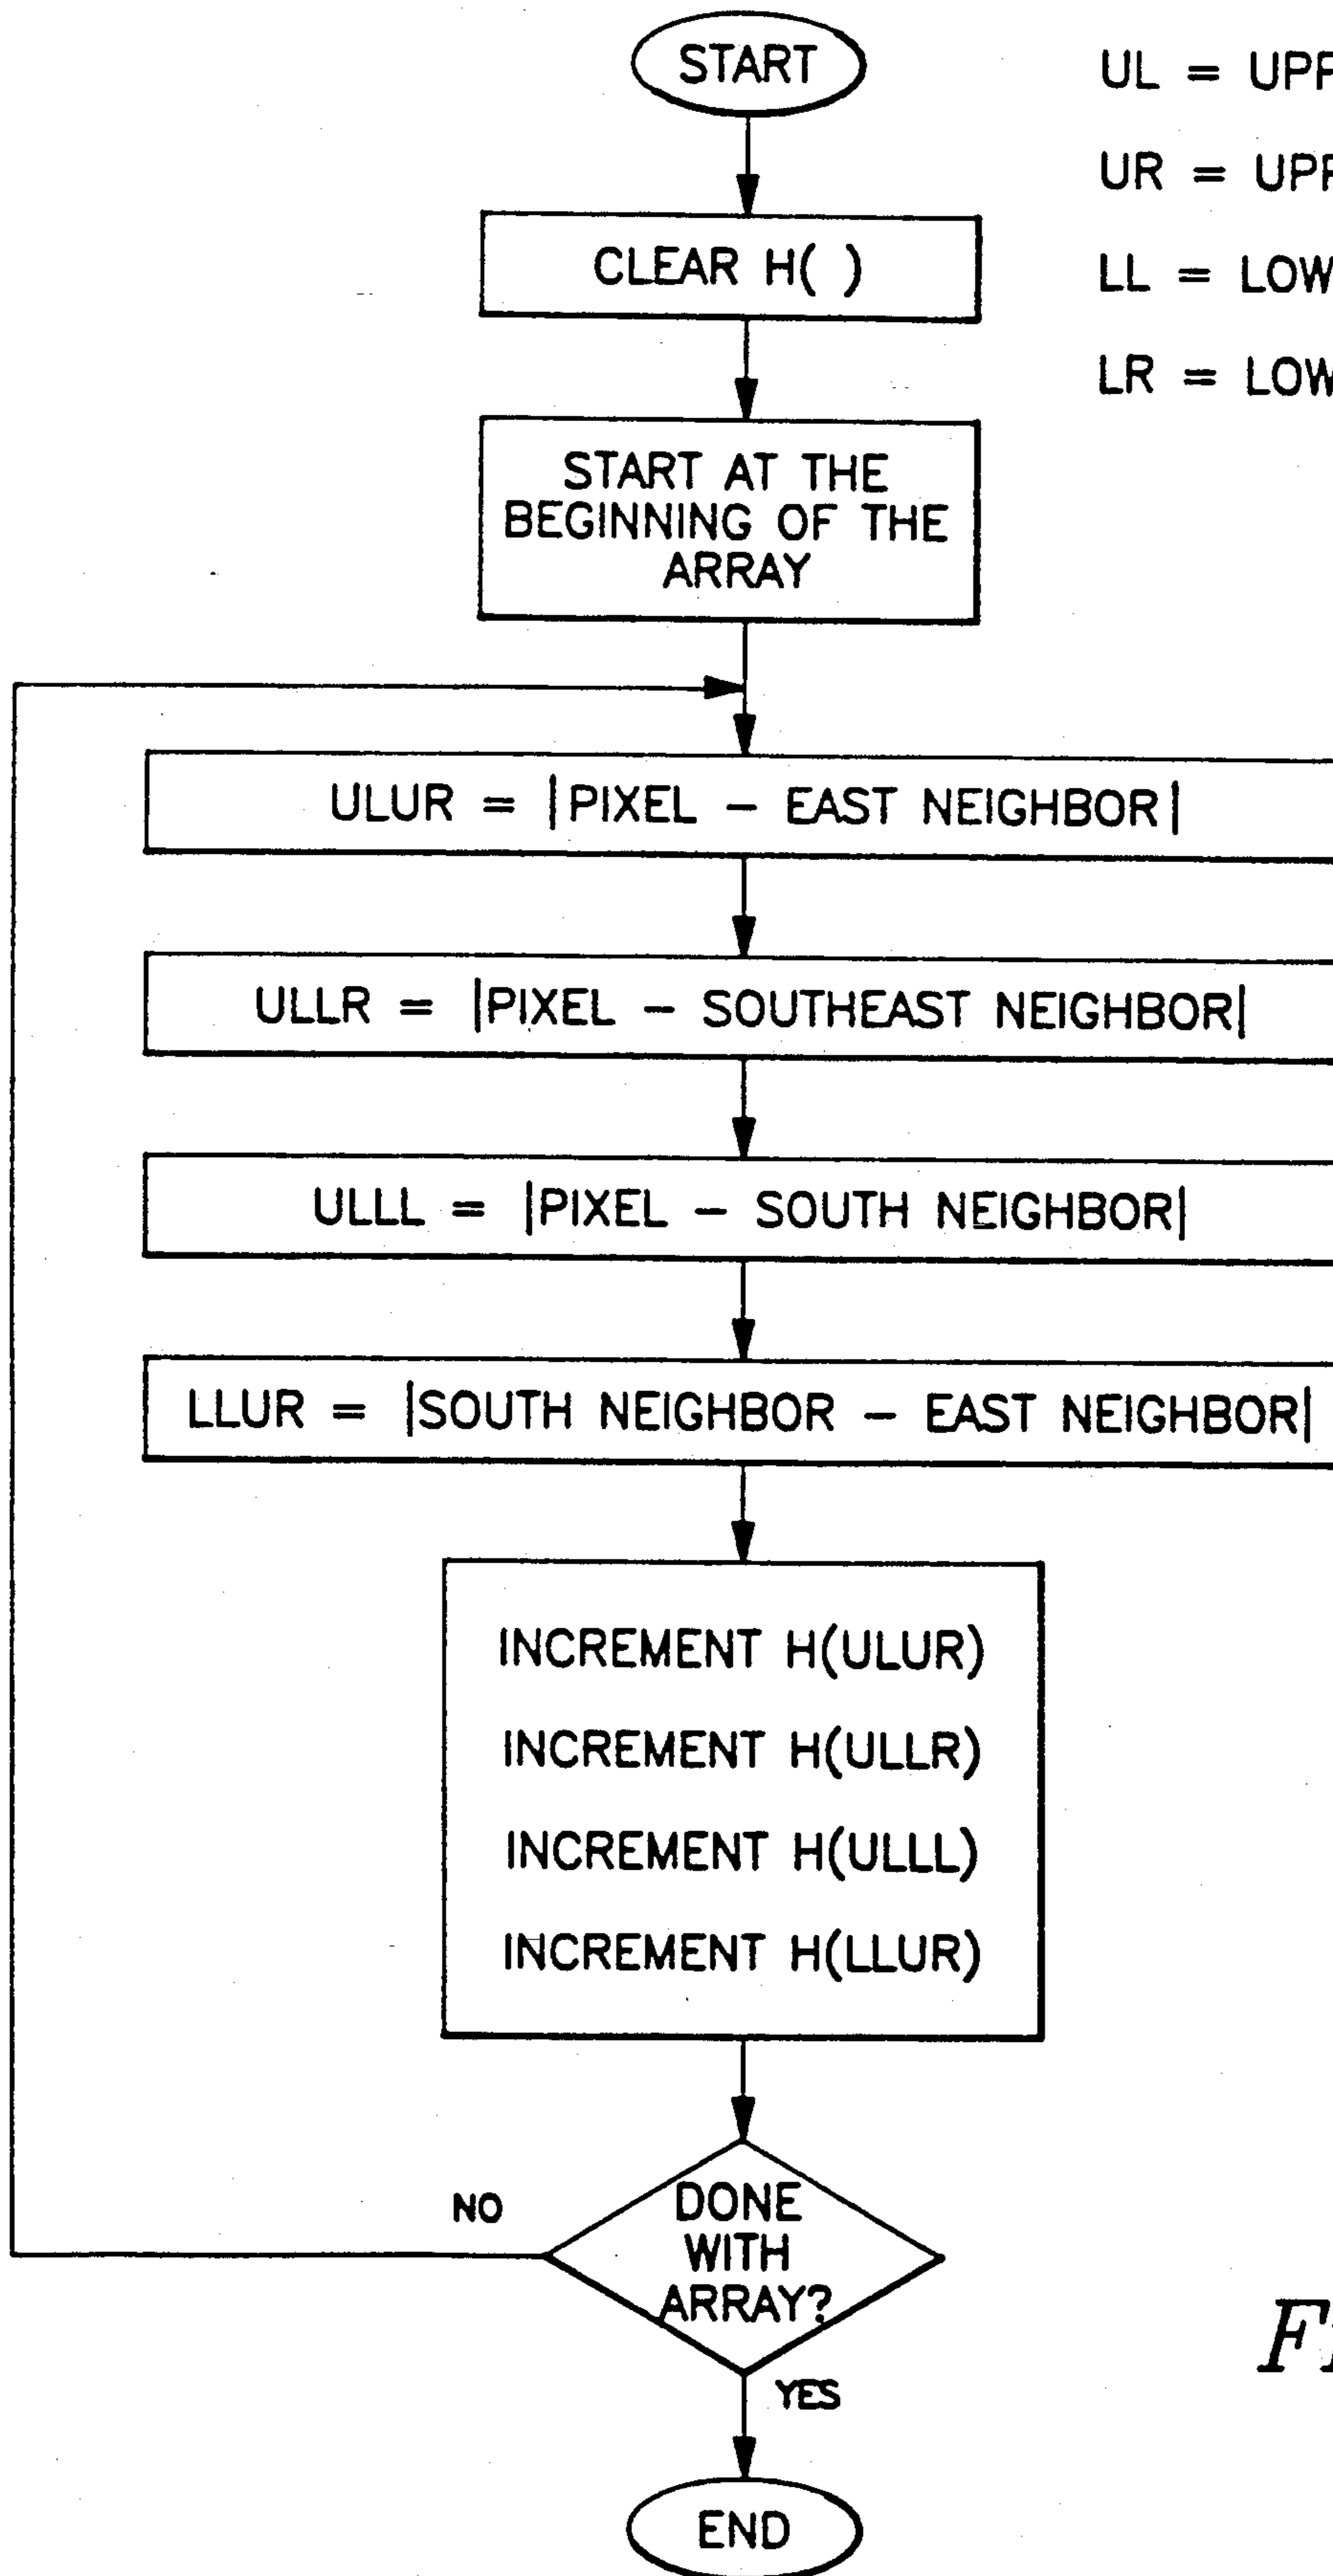 START
UL = UPP
UR = UPP
LL = LOW
LR = LOW
CLEAR H( )
START AT THE
BEGINNING OF THE
ARRAY
ULUR = |PIXEL - EAST NEIGHBOR|
ULLR = |PIXEL - SOUTHEAST NEIGHBOR|
ULLL = |PIXEL - SOUTH NEIGHBOR|
LLUR = |SOUTH NEIGHBOR - EAST NEIGHBOR|
INCREMENT H(ULUR)
INCREMENT H(ULLR)
INCREMENT H(ULLL)
INCREMENT H(LLUR)
NO
DONE
WITH
ARRAY?
YES
END